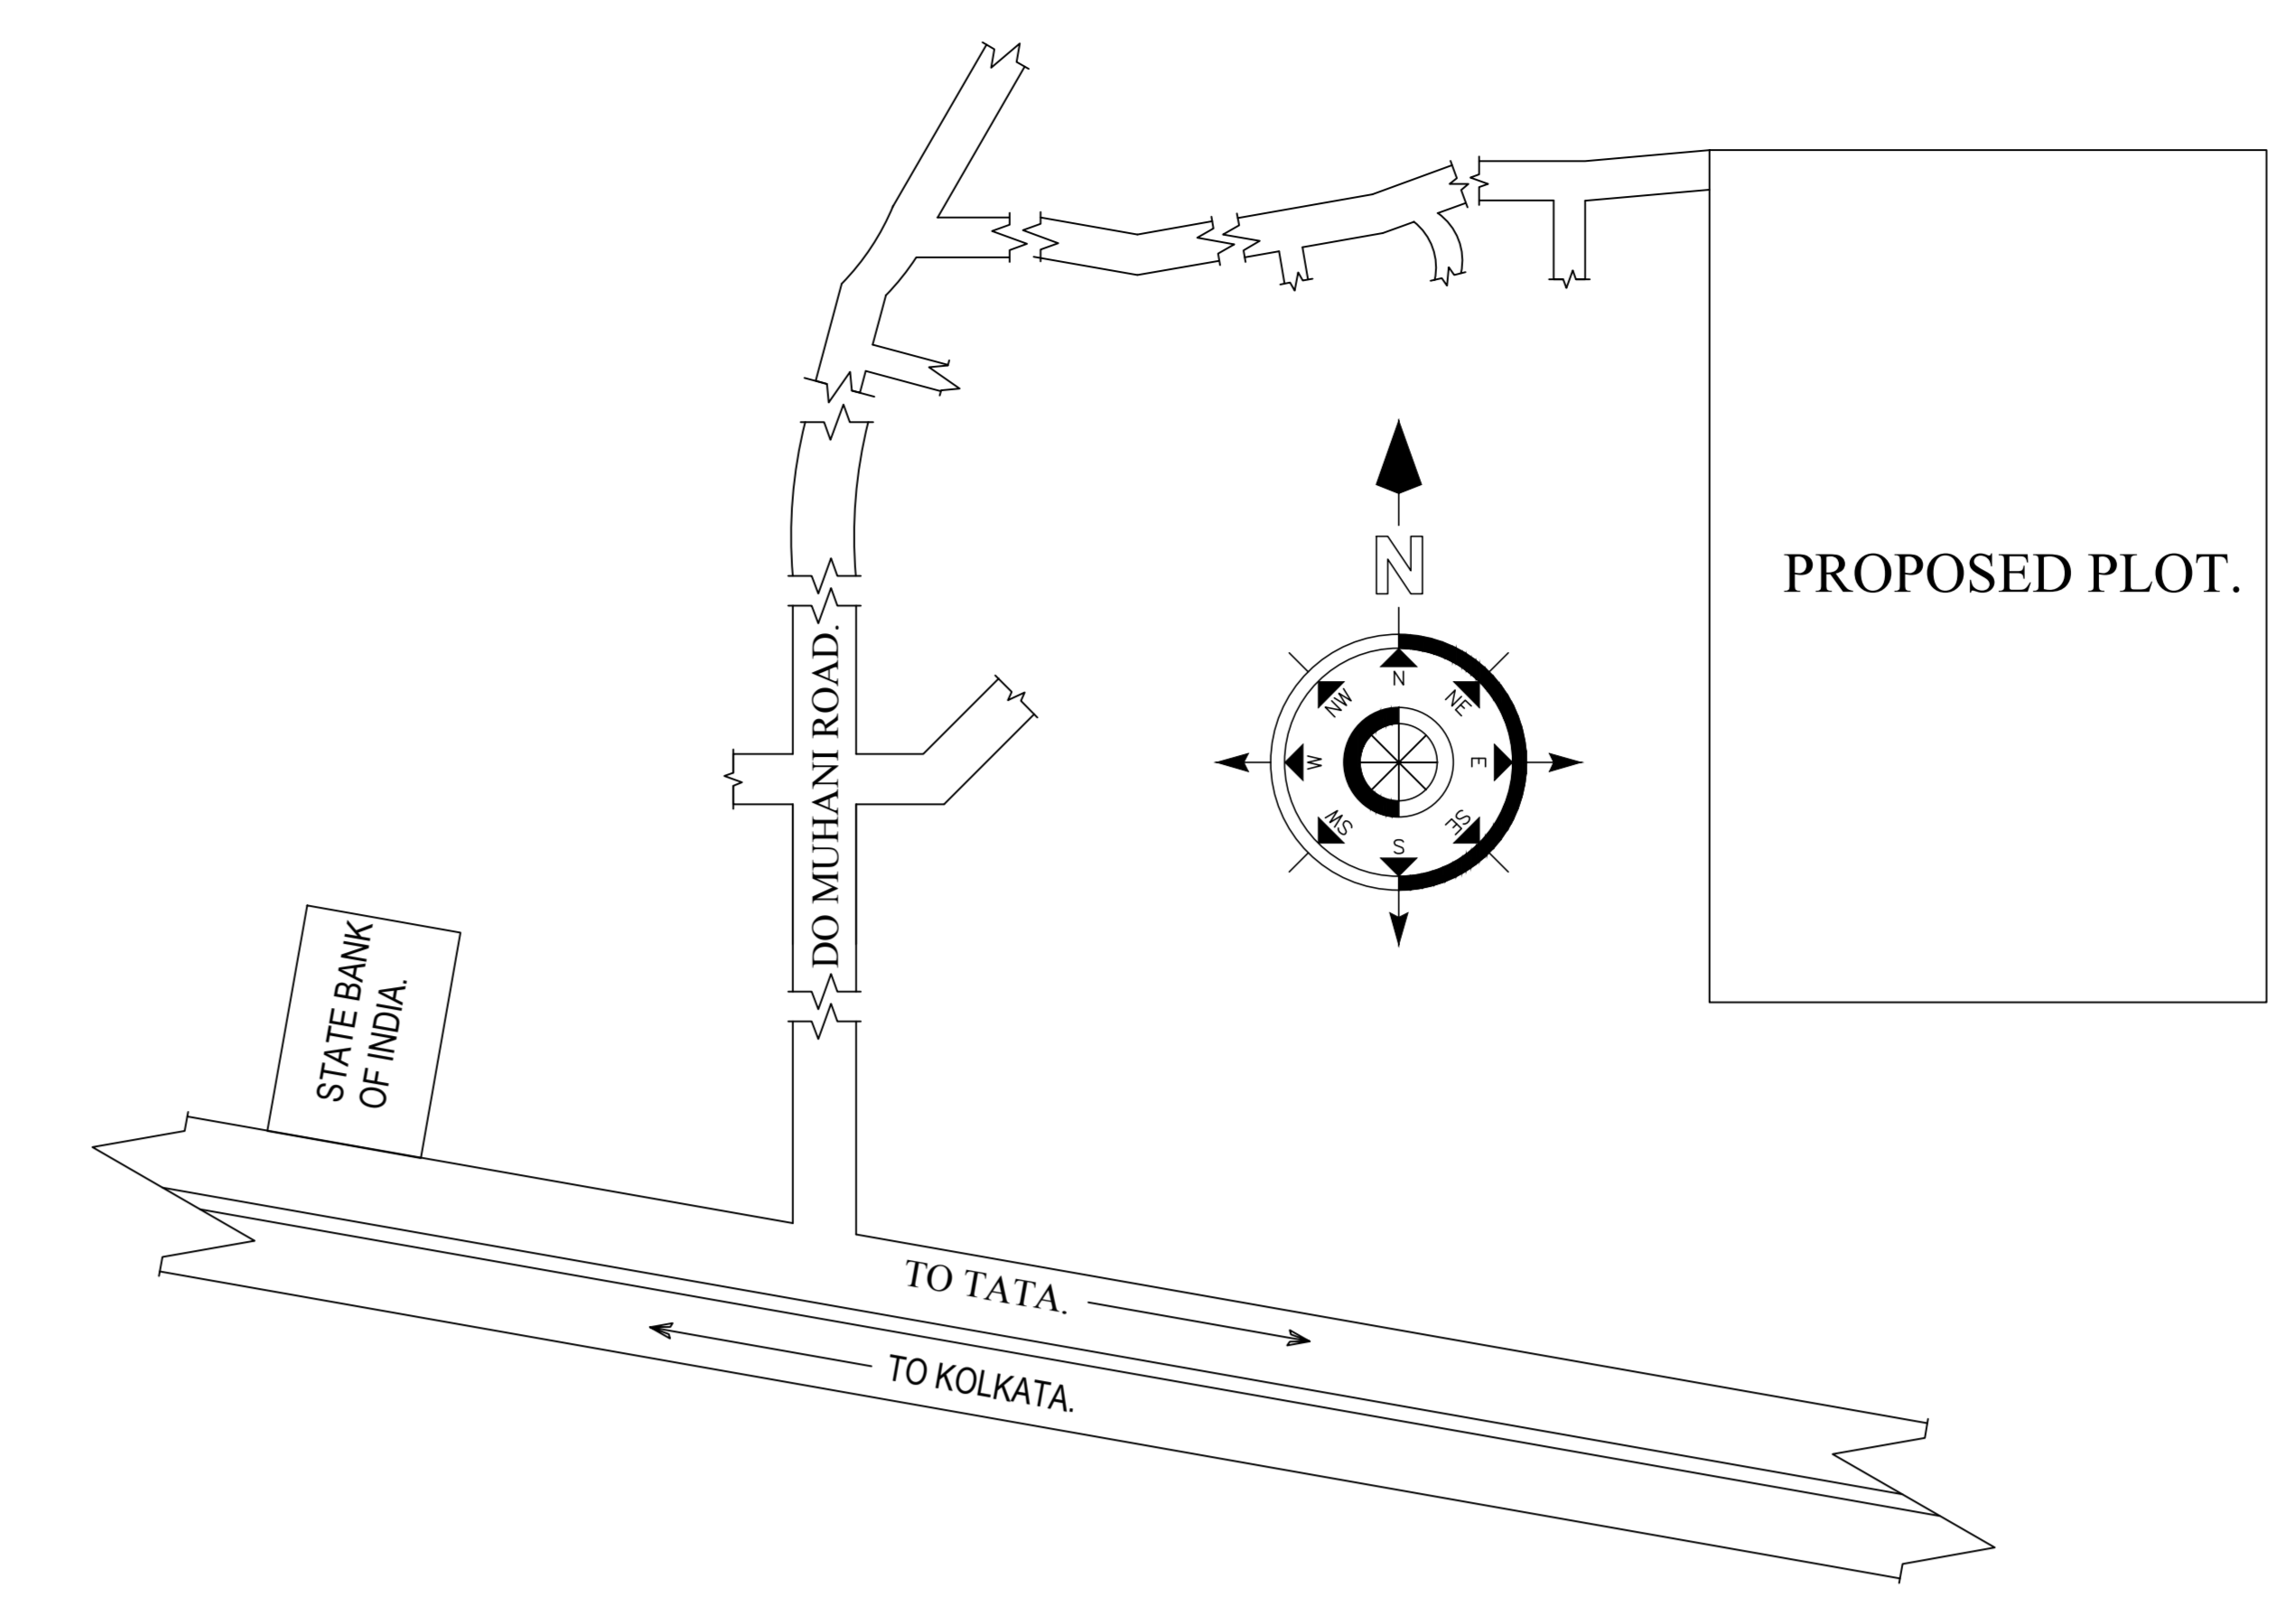 N
PROPOSED PLOT.
DO MUHANI ROAD.
N
NW
NE
W
E
SW
SE
S
STATE BANK
OF INDIA.
TO TATA.
TO KOLKATA.